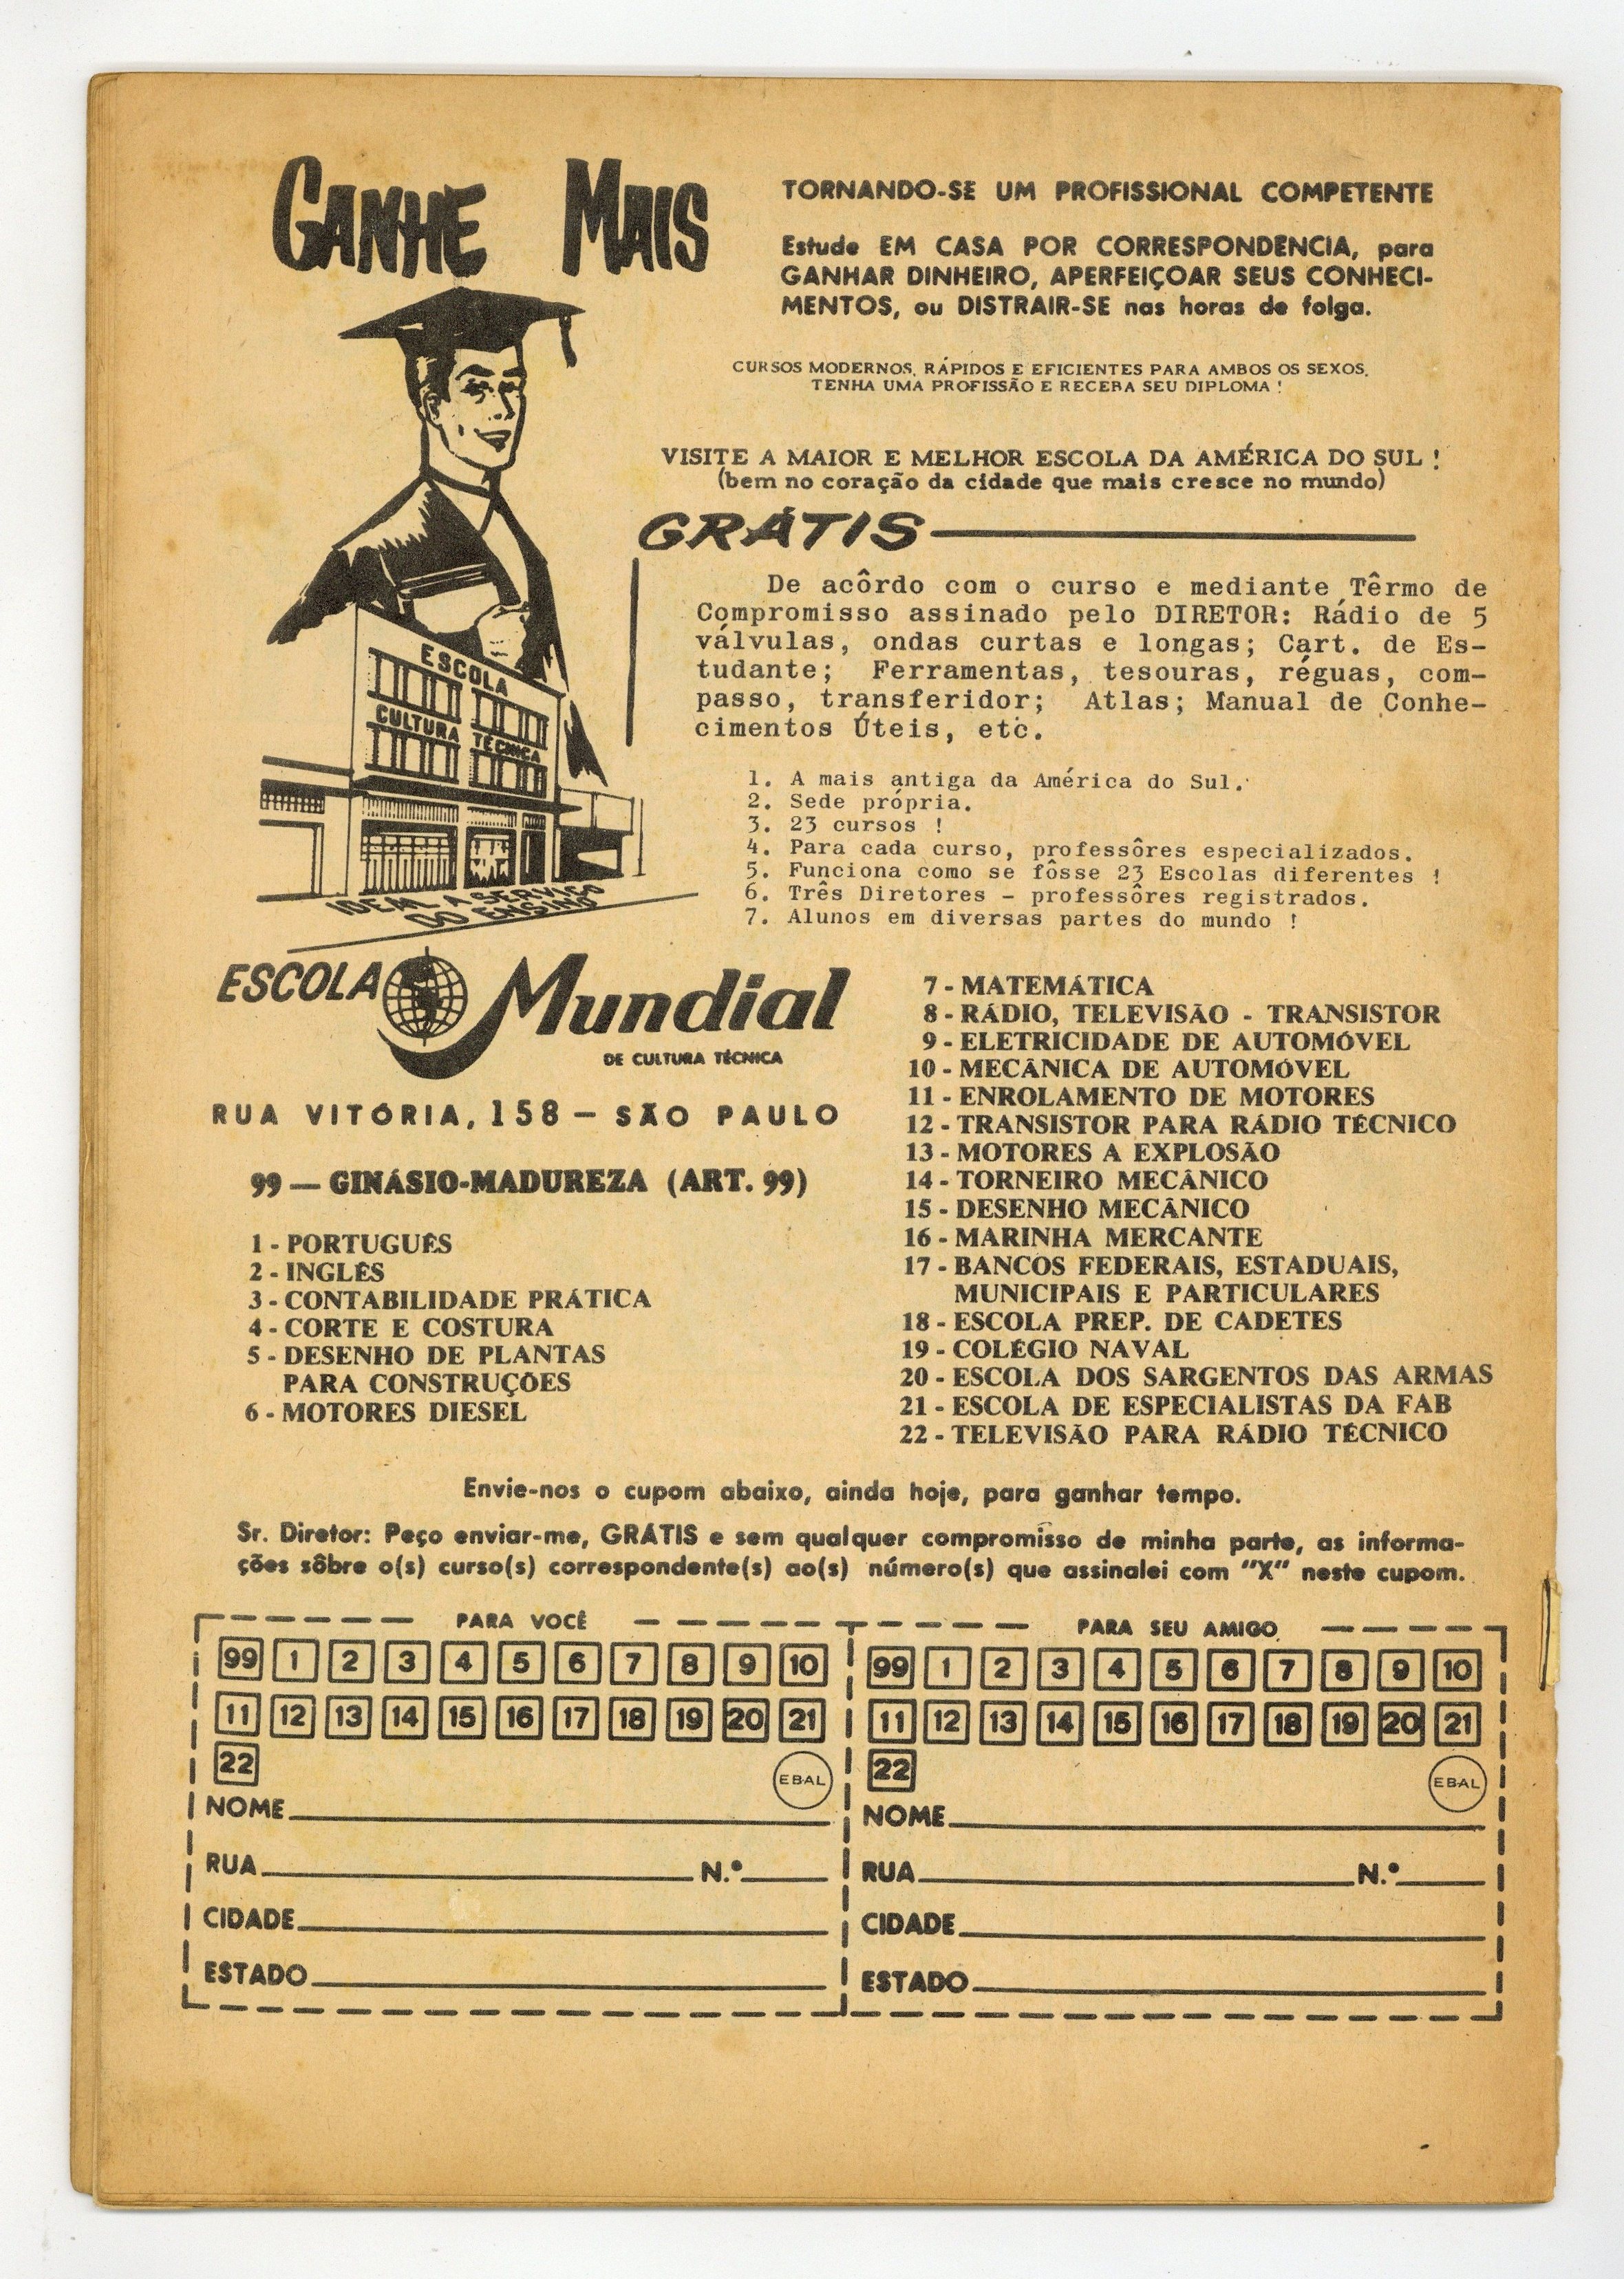 GANHE MAIS
TORNANDO-SE UM PROFISSIONAL COMPETENTE
Estude EM CASA POR CORRESPONDENCIA, para
GANHAR DINHEIRO, APERFEIÇOAR SEUS CONHECI-
MENTOS, ou DISTRAIR-SE nas horas de folga.
CURSOS MODERNOS, RÁPIDOS E EFICIENTES PARA AMBOS OS SEXOS.
TENHA UMA PROFISSÃO E RECEBA SEU DIPLOMA !
VISITE A MAIOR E MELHOR ESCOLA DA AMÉRICA DO SUL !
(bem no coração da cidade que mais cresce no mundo)
GRÁTIS
De acôrdo com o curso e mediante Têrmo de
Compromisso assinado pelo DIRETOR: Rádio de 5
válvulas, ondas curtas e longas; Cart. de Es-
tudante; Ferramentas, tesouras, réguas, com-
passo, transferidor; Atlas; Manual de Conhe-
cimentos Úteis, etc.
ESCOLA
CULTURA TÉCNICA
IDEAL A SERVIÇO
DO ENSINO
1. A mais antiga da América do Sul.
2. Sede própria.
3. 23 cursos !
4. Para cada curso, professôres especializados.
5. Funciona como se fôsse 23 Escolas diferentes !
6. Três Diretores - professôres registrados.
7. Alunos em diversas partes do mundo !
ESCOLA Mundial
DE CULTURA TÉCNICA
RUA VITÓRIA, 158 — SÃO PAULO
99 — GINÁSIO-MADUREZA (ART. 99)
1 - PORTUGUÊS
2 - INGLÊS
3 - CONTABILIDADE PRÁTICA
4 - CORTE E COSTURA
5 - DESENHO DE PLANTAS
PARA CONSTRUÇÕES
6 - MOTORES DIESEL
7 - MATEMÁTICA
8 - RÁDIO, TELEVISÃO - TRANSISTOR
9 - ELETRICIDADE DE AUTOMÓVEL
10 - MECÂNICA DE AUTOMÓVEL
11 - ENROLAMENTO DE MOTORES
12 - TRANSISTOR PARA RÁDIO TÉCNICO
13 - MOTORES A EXPLOSÃO
14 - TORNEIRO MECÂNICO
15 - DESENHO MECÂNICO
16 - MARINHA MERCANTE
17 - BANCOS FEDERAIS, ESTADUAIS,
MUNICIPAIS E PARTICULARES
18 - ESCOLA PREP. DE CADETES
19 - COLÉGIO NAVAL
20 - ESCOLA DOS SARGENTOS DAS ARMAS
21 - ESCOLA DE ESPECIALISTAS DA FAB
22 - TELEVISÃO PARA RÁDIO TÉCNICO
Envie-nos o cupom abaixo, ainda hoje, para ganhar tempo.
Sr. Diretor: Peço enviar-me, GRÁTIS e sem qualquer compromisso de minha parte, as informa-
ções sôbre o(s) curso(s) correspondente(s) ao(s) número(s) que assinalei com "X" neste cupom.
PARA VOCÊ
99 1 2 3 4 5 6 7 8 9 10
11 12 13 14 15 16 17 18 19 20 21
22
EBAL
NOME
RUA N.º
CIDADE
ESTADO
PARA SEU AMIGO
99 1 2 3 4 5 6 7 8 9 10
11 12 13 14 15 16 17 18 19 20 21
22
EBAL
NOME
RUA N.º
CIDADE
ESTADO